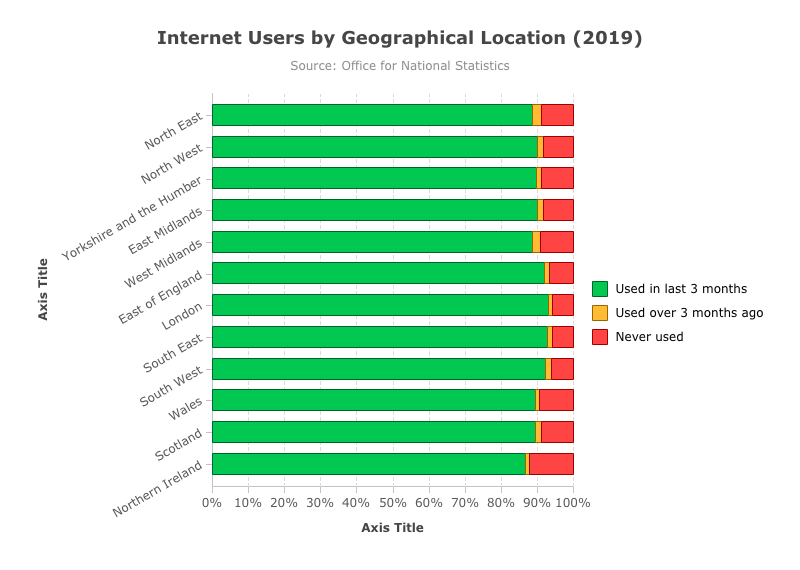 Internet Users by Geographical Location (2019)
Source: Office for National Statistics
North East
North West
Yorkshire and the Humber
East Midlands
West Midlands
East of England
London
South East
South West
Wales
Scotland
Northern Ireland
Axis Title
0% 10% 20% 30% 40% 50% 60% 70% 80% 90% 100%
Axis Title
Used in last 3 months
Used over 3 months ago
Never used